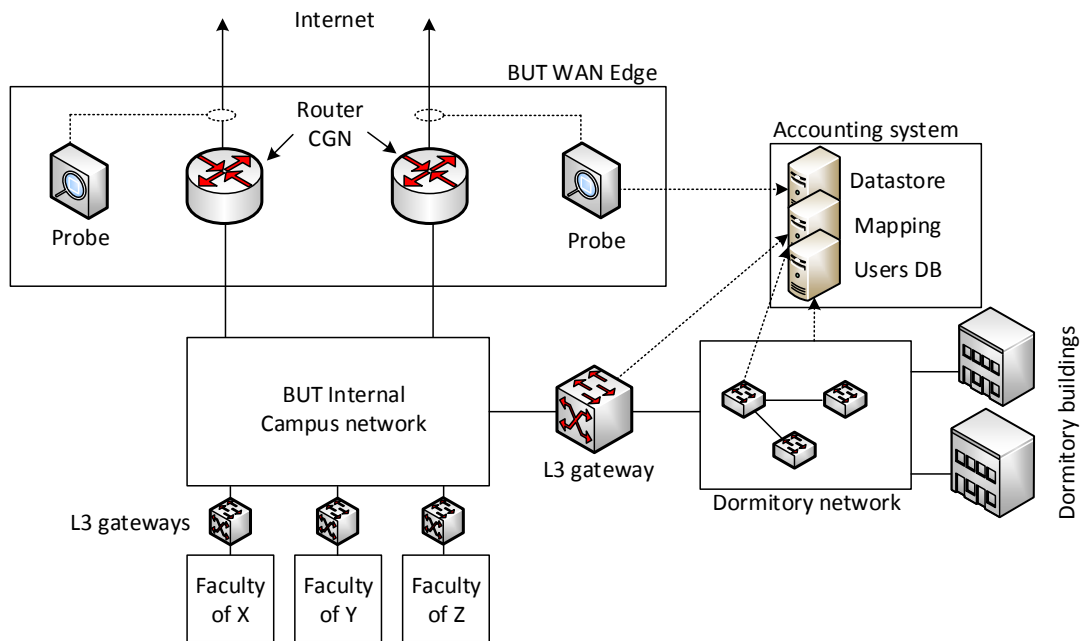 Internet
BUT WAN Edge
Router
CGN
Probe
Probe
Accounting system
Datastore
Mapping
Users DB
BUT Internal
Campus network
L3 gateway
Dormitory network
Dormitory buildings
L3 gateways
Faculty
of X
Faculty
of Y
Faculty
of Z